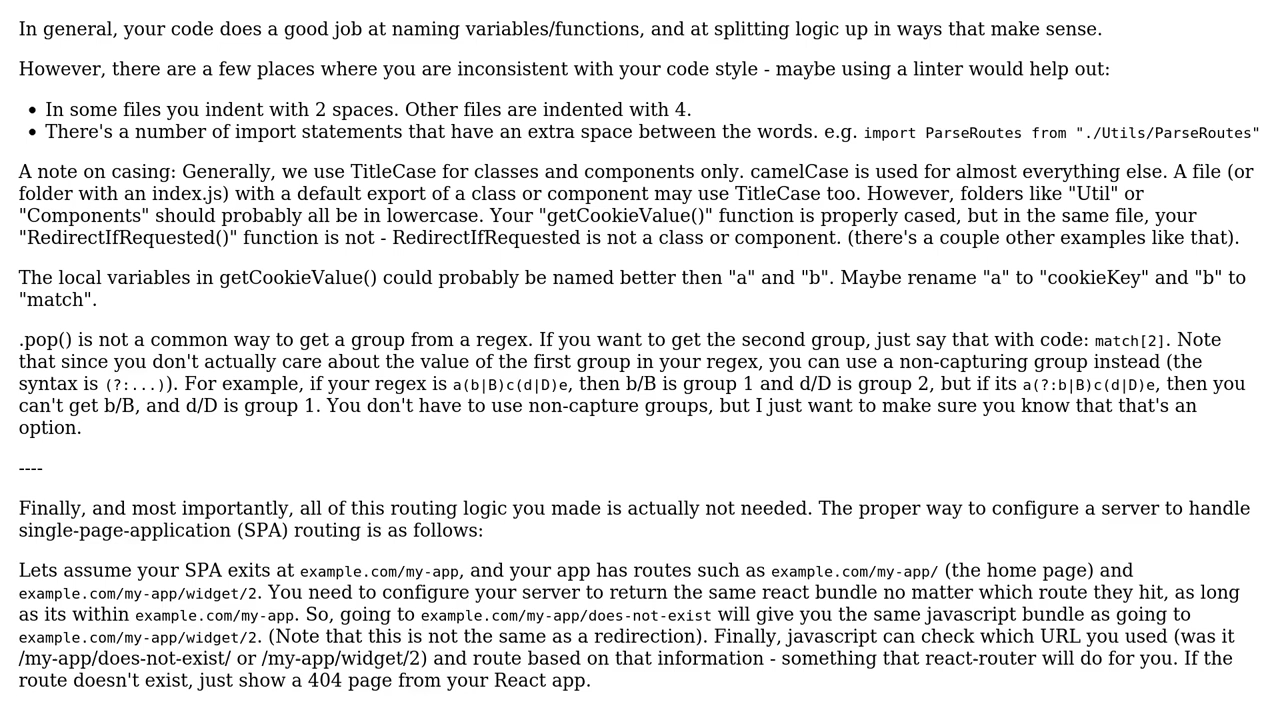 In general, your code does a good job at naming variables/functions, and at splitting logic up in ways that make sense.
However, there are a few places where you are inconsistent with your code style - maybe using a linter would help out:
• In some files you indent with 2 spaces. Other files are indented with 4.
• There's a number of import statements that have an extra space between the words. e.g. import ParseRoutes from "./Utils/ParseRoutes"
A note on casing: Generally, we use TitleCase for classes and components only. camelCase is used for almost everything else. A file (or
folder with an index.js) with a default export of a class or component may use TitleCase too. However, folders like "Util" or
"Components" should probably all be in lowercase. Your "getCookieValue()" function is properly cased, but in the same file, your
"RedirectIfRequested()" function is not - RedirectIfRequested is not a class or component. (there's a couple other examples like that).
The local variables in getCookieValue() could probably be named better then "a" and "b". Maybe rename "a" to "cookieKey" and "b" to
"match".
.pop() is not a common way to get a group from a regex. If you want to get the second group, just say that with code: match[2]. Note
that since you don't actually care about the value of the first group in your regex, you can use a non-capturing group instead (the
syntax is (?:...)). For example, if your regex is a(b|B)c(d|D)e, then b/B is group 1 and d/D is group 2, but if its a(?:b|B)c(d|D)e, then you
can't get b/B, and d/D is group 1. You don't have to use non-capture groups, but I just want to make sure you know that that's an
option.
----
Finally, and most importantly, all of this routing logic you made is actually not needed. The proper way to configure a server to handle
single-page-application (SPA) routing is as follows:
Lets assume your SPA exits at example.com/my-app, and your app has routes such as example.com/my-app/ (the home page) and
example.com/my-app/widget/2. You need to configure your server to return the same react bundle no matter which route they hit, as long
as its within example.com/my-app. So, going to example.com/my-app/does-not-exist will give you the same javascript bundle as going to
example.com/my-app/widget/2. (Note that this is not the same as a redirection). Finally, javascript can check which URL you used (was it
/my-app/does-not-exist/ or /my-app/widget/2) and route based on that information - something that react-router will do for you. If the
route doesn't exist, just show a 404 page from your React app.